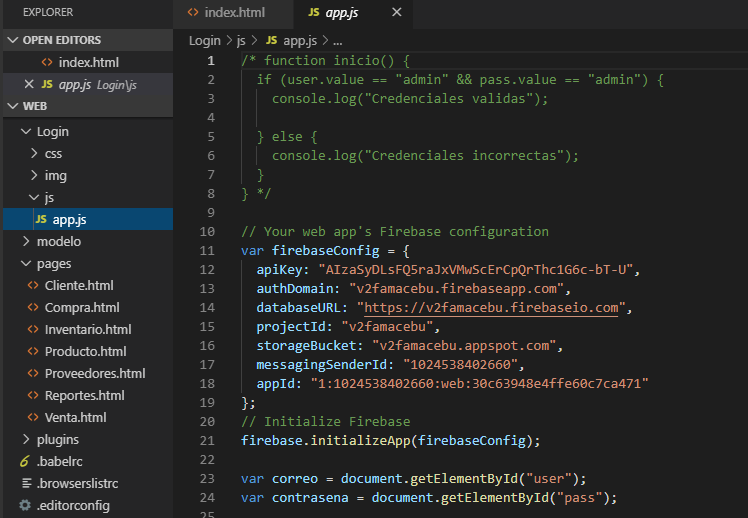 EXPLORER
OPEN EDITORS
index.html
app.js Login\js
WEB
Login
css
img
js
JS app.js
modelo
pages
Cliente.html
Compra.html
Inventario.html
Producto.html
Proveedores.html
Reportes.html
Venta.html
plugins
.babelrc
.browserslistrc
.editorconfig
index.html
JS app.js
Login > js > JS app.js > ...
1 /* function inicio() {
2 if (user.value == "admin" && pass.value == "admin") {
3 console.log("Credenciales validas");
4
5 } else {
6 console.log("Credenciales incorrectas");
7 }
8 } */
9
10 // Your web app's Firebase configuration
11 var firebaseConfig = {
12 apiKey: "AIzaSyDLsFQ5raJxVMwScErCpQrThc1G6c-bT-U",
13 authDomain: "v2famacebu.firebaseapp.com",
14 databaseURL: "https://v2famacebu.firebaseio.com",
15 projectId: "v2famacebu",
16 storageBucket: "v2famacebu.appspot.com",
17 messagingSenderId: "1024538402660",
18 appId: "1:1024538402660:web:30c63948e4ffe60c7ca471"
19 };
20 // Initialize Firebase
21 firebase.initializeApp(firebaseConfig);
22
23 var correo = document.getElementById("user");
24 var contrasena = document.getElementById("pass");
25